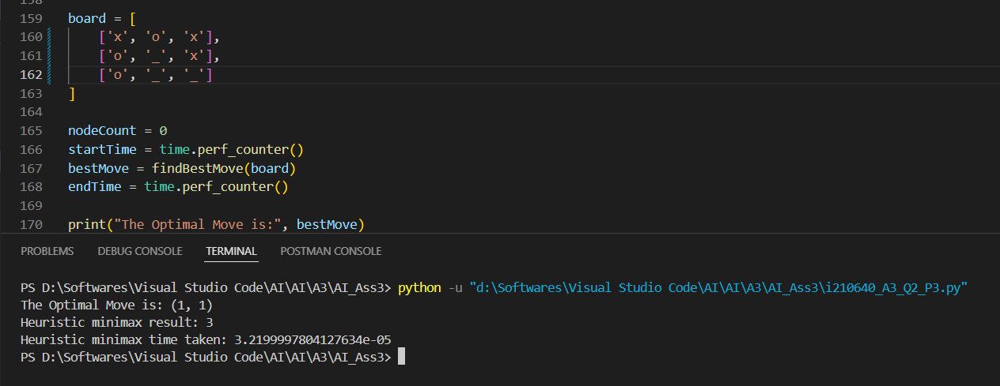 158
159 board = [
160 ['x', 'o', 'x'],
161 ['o', '_', 'x'],
162 ['o', '_', '_']
163 ]
164
165 nodeCount = 0
166 startTime = time.perf_counter()
167 bestMove = findBestMove(board)
168 endTime = time.perf_counter()
169
170 print("The Optimal Move is:", bestMove)
PROBLEMS DEBUG CONSOLE TERMINAL POSTMAN CONSOLE
PS D:\Softwares\Visual Studio Code\AI\AI\A3\AI_Ass3> python -u "d:\Softwares\Visual Studio Code\AI\AI\A3\AI_Ass3\i210640_A3_Q2_P3.py"
The Optimal Move is: (1, 1)
Heuristic minimax result: 3
Heuristic minimax time taken: 3.2199997804127634e-05
PS D:\Softwares\Visual Studio Code\AI\AI\A3\AI_Ass3>